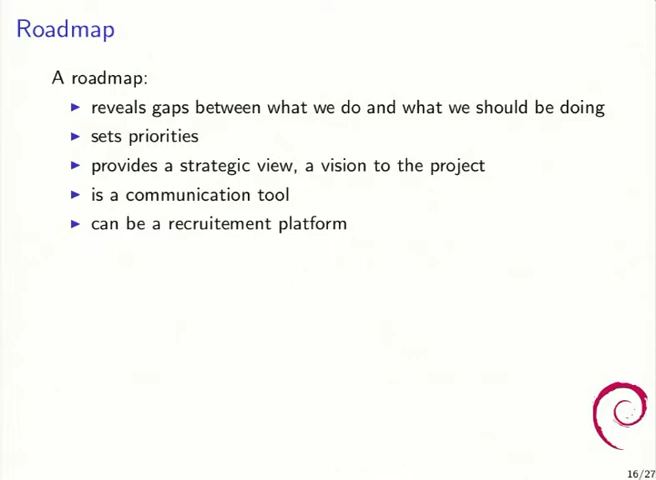 Roadmap
A roadmap:
▶ reveals gaps between what we do and what we should be doing
▶ sets priorities
▶ provides a strategic view, a vision to the project
▶ is a communication tool
▶ can be a recruitement platform
16/27